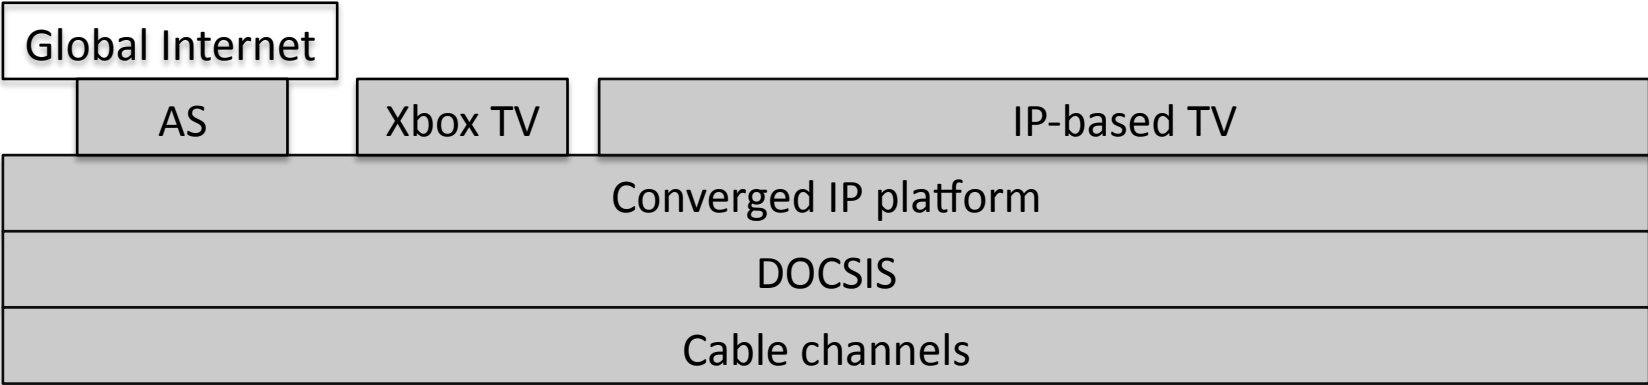 Global Internet
AS
Xbox TV
IP-based TV
Converged IP platform
DOCSIS
Cable channels